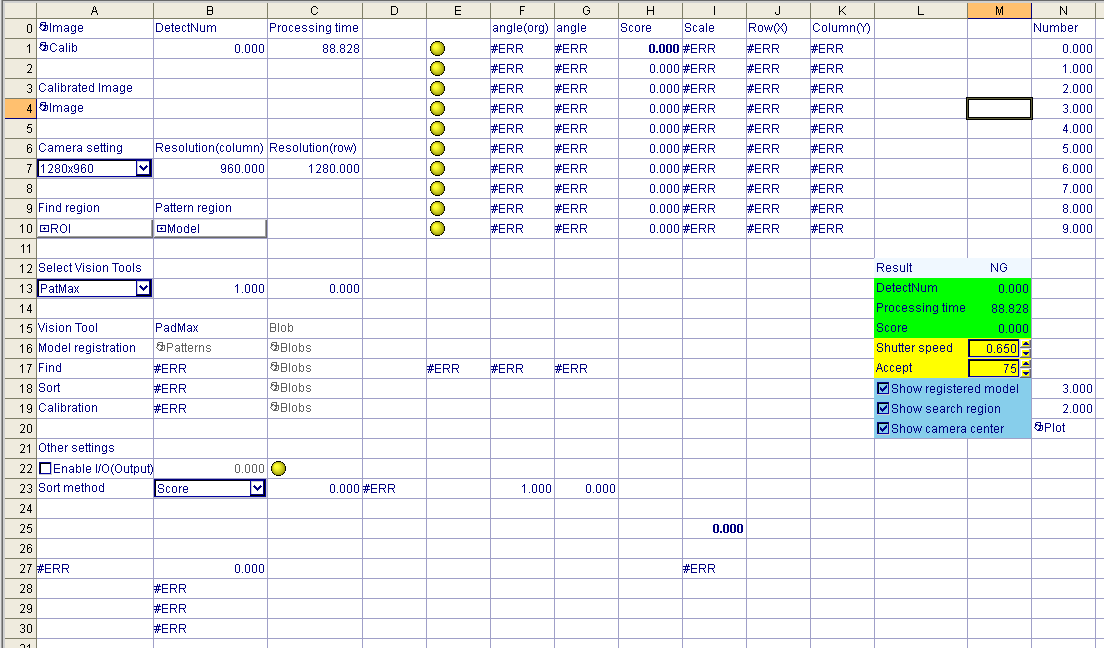 A B C D E F G H I J K L M N
0 Image DetectNum Processing time angle(org) angle Score Scale Row(X) Column(Y) Number
1 Calib 0.000 88.828 #ERR #ERR 0.000 #ERR #ERR #ERR 0.000
2 #ERR #ERR 0.000 #ERR #ERR #ERR 1.000
3 Calibrated Image #ERR #ERR 0.000 #ERR #ERR #ERR 2.000
4 Image #ERR #ERR 0.000 #ERR #ERR #ERR 3.000
5 #ERR #ERR 0.000 #ERR #ERR #ERR 4.000
6 Camera setting Resolution(column) Resolution(row) #ERR #ERR 0.000 #ERR #ERR #ERR 5.000
7 1280x960 960.000 1280.000 #ERR #ERR 0.000 #ERR #ERR #ERR 6.000
8 #ERR #ERR 0.000 #ERR #ERR #ERR 7.000
9 Find region Pattern region #ERR #ERR 0.000 #ERR #ERR #ERR 8.000
10 ROI Model #ERR #ERR 0.000 #ERR #ERR #ERR 9.000
11
12 Select Vision Tools Result NG
13 PatMax 1.000 0.000 DetectNum 0.000
14 Processing time 88.828
15 Vision Tool PadMax Blob Score 0.000
16 Model registration Patterns Blobs Shutter speed 0.650
17 Find #ERR Blobs #ERR #ERR #ERR Accept 75
18 Sort #ERR Blobs Show registered model 3.000
19 Calibration #ERR Blobs Show search region 2.000
20 Show camera center Plot
21 Other settings
22 Enable I/O(Output) 0.000
23 Sort method Score 0.000 #ERR 1.000 0.000
24
25 0.000
26
27 #ERR 0.000 #ERR
28 #ERR
29 #ERR
30 #ERR